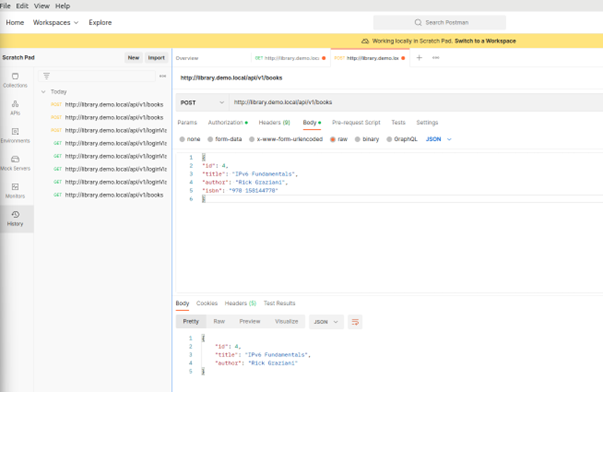 File Edit View Help
Home Workspaces Explore Search Postman
Working locally in Scratch Pad. Switch to a Workspace
Scratch Pad New Import
Collections
APIs
Environments
Mock Servers
Monitors
History
Today
POST http://library.demo.local/api/v1/books
POST http://library.demo.local/api/v1/books
POST http://library.demo.local/api/v1/loginVia
GET http://library.demo.local/api/v1/loginVia
GET http://library.demo.local/api/v1/loginVia
GET http://library.demo.local/api/v1/loginVia
GET http://library.demo.local/api/v1/loginVia
GET http://library.demo.local/api/v1/books
Overview GET http://library.demo.loc POST http://library.demo.loc
http://library.demo.local/api/v1/books
POST http://library.demo.local/api/v1/books
Params Authorization Headers Body Pre-request Script Tests Settings
none form-data x-www-form-urlencoded raw binary GraphQL JSON
1 {
2 "id": 4,
3 "title": "IPv6 Fundamentals",
4 "author": "Rick Graziani",
5 "isbn": "978 158144778"
6 }
Body Cookies Headers (5) Test Results
Pretty Raw Preview Visualize JSON
1 {
2 "id": 4,
3 "title": "IPv6 Fundamentals",
4 "author": "Rick Graziani"
5 }